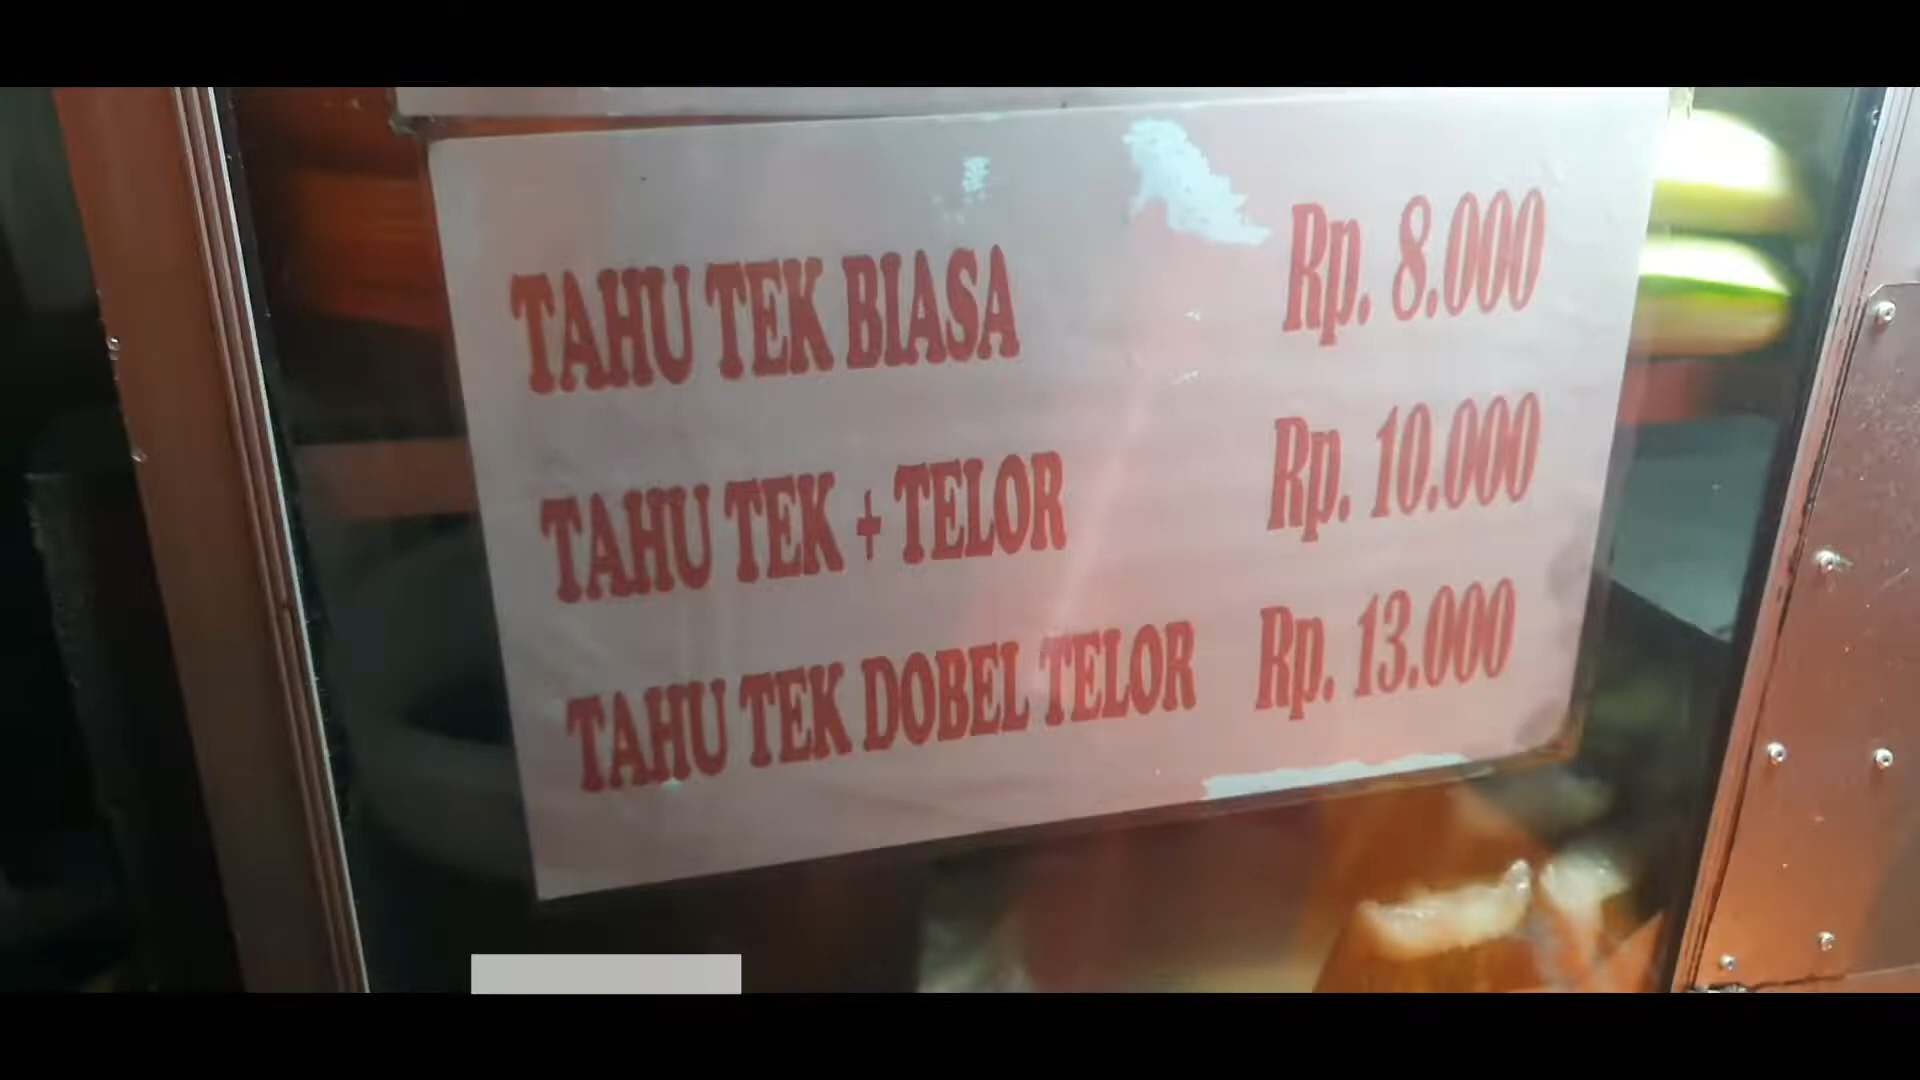 TAHU TEK BIASA Rp. 8.000
TAHU TEK + TELOR Rp. 10.000
TAHU TEK DOBEL TELOR Rp. 13.000